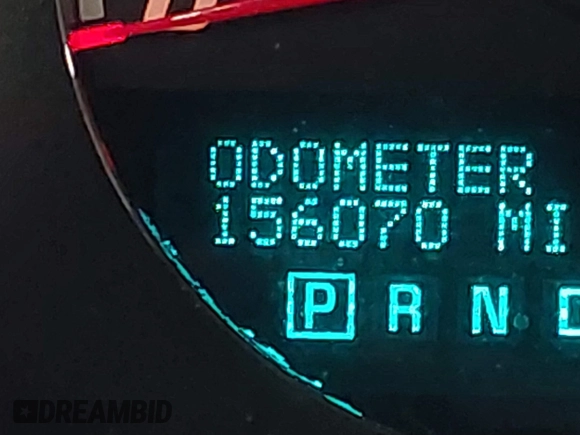 ODOMETER
156070 MI
P R N
DREAMBID